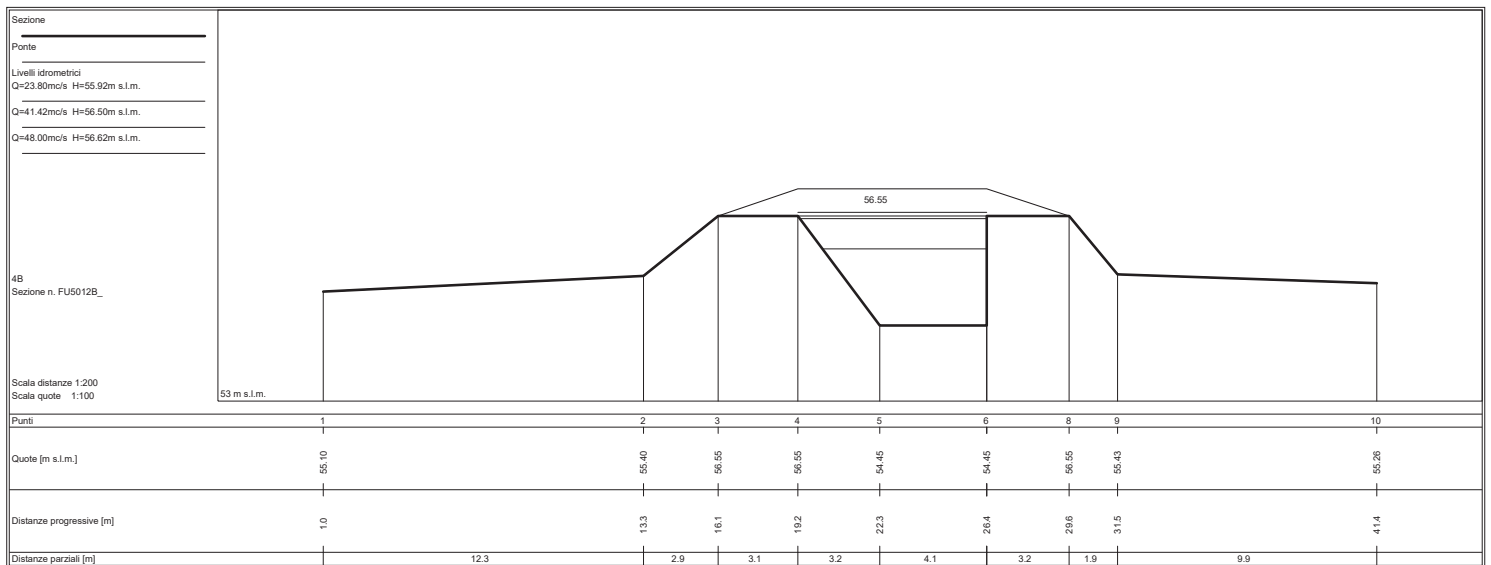 Sezione
Ponte
Livelli idrometrici
Q=23.80mc/s H=55.92m s.l.m.
Q=41.42mc/s H=56.50m s.l.m.
Q=48.00mc/s H=56.62m s.l.m.
56.55
4B
Sezione n. FU5012B_
Scala distanze 1:200
Scala quote 1:100
53 m s.l.m.
Punti 1 2 3 4 5 6 8 9 10
Quote [m s.l.m.] 55.10 55.40 56.55 56.55 54.45 54.45 56.55 55.43 55.26
Distanze progressive [m] 1.0 13.3 16.1 19.2 22.3 26.4 29.6 31.5 41.4
Distanze parziali [m] 12.3 2.9 3.1 3.2 4.1 3.2 1.9 9.9